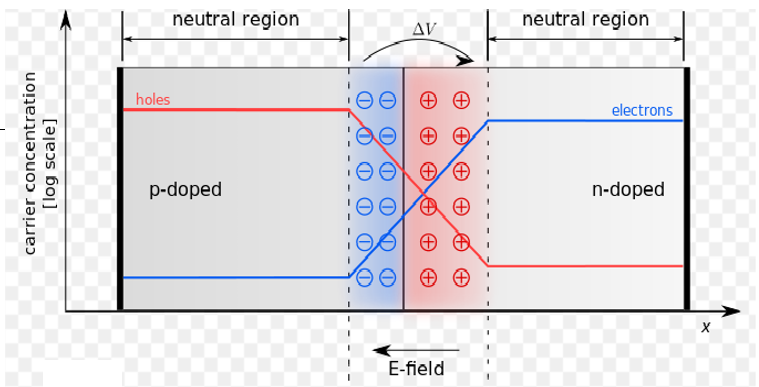 neutral region
ΔV
neutral region
carrier concentration
[log scale]
holes
electrons
p-doped
n-doped
x
E-field